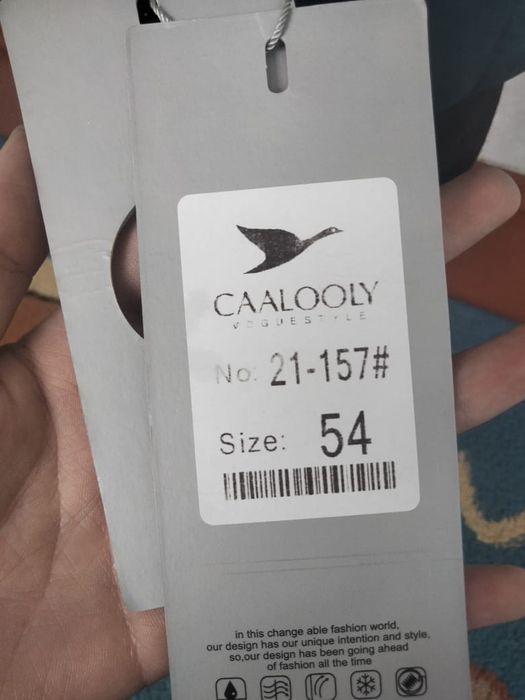 CAALOOLY
VOGUESTYLE
No: 21-157#
Size: 54
in this change able fashion world,
our design has our unique intention and style,
so,our design has been going ahead
of fashion all the time